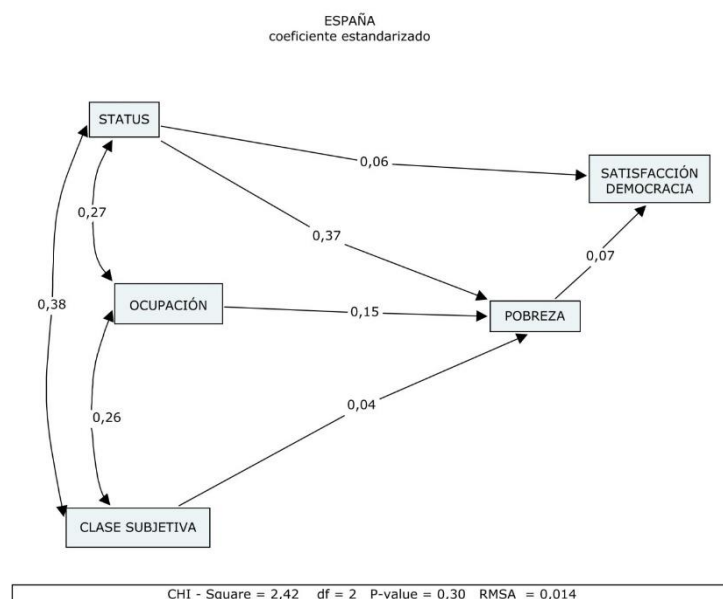 ESPAÑA
coeficiente estandarizado
STATUS
0,06
SATISFACCIÓN
DEMOCRACIA
0,27
0,37
0,07
0,38
OCUPACIÓN
0,15
POBREZA
0,04
0,26
CLASE SUBJETIVA
CHI - Square = 2,42 df = 2 P-value = 0,30 RMSA = 0,014